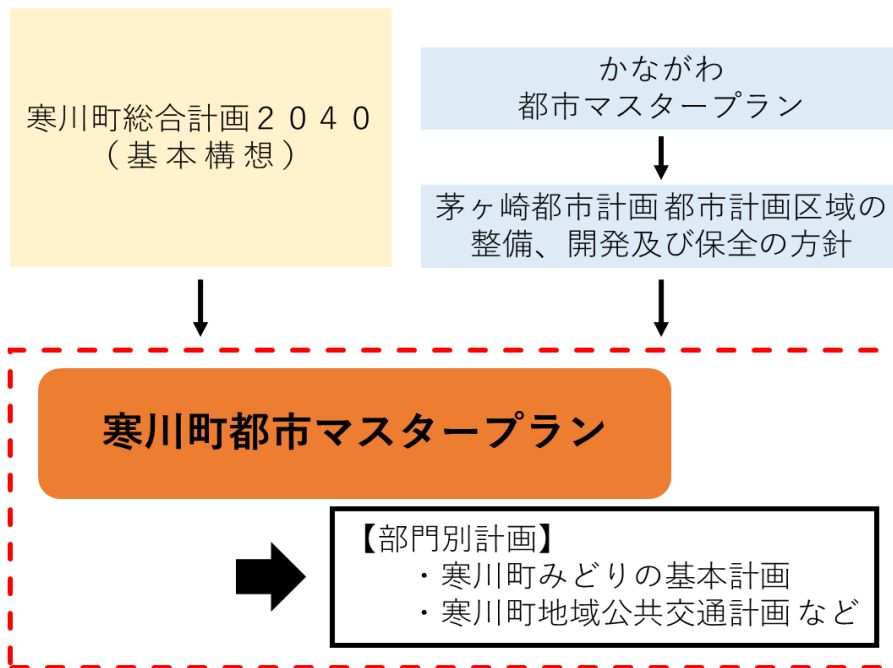 寒川町総合計画２０４０
（基本構想）
かながわ
都市マスタープラン
茅ヶ崎都市計画 都市計画区域の
整備、開発及び保全の方針
寒川町都市マスタープラン
【部門別計画】
・寒川町みどりの基本計画
・寒川町地域公共交通計画 など